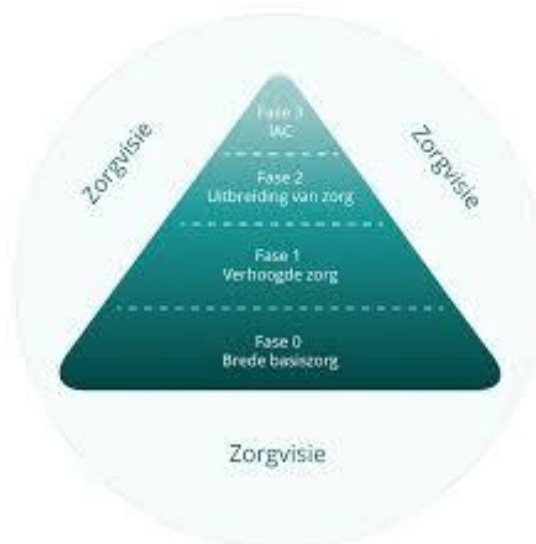 Fase 3
IAC
Zorgvisie
Zorgvisie
Fase 2
Uitbreiding van zorg
Fase 1
Verhoogde zorg
Fase 0
Brede basiszorg
Zorgvisie